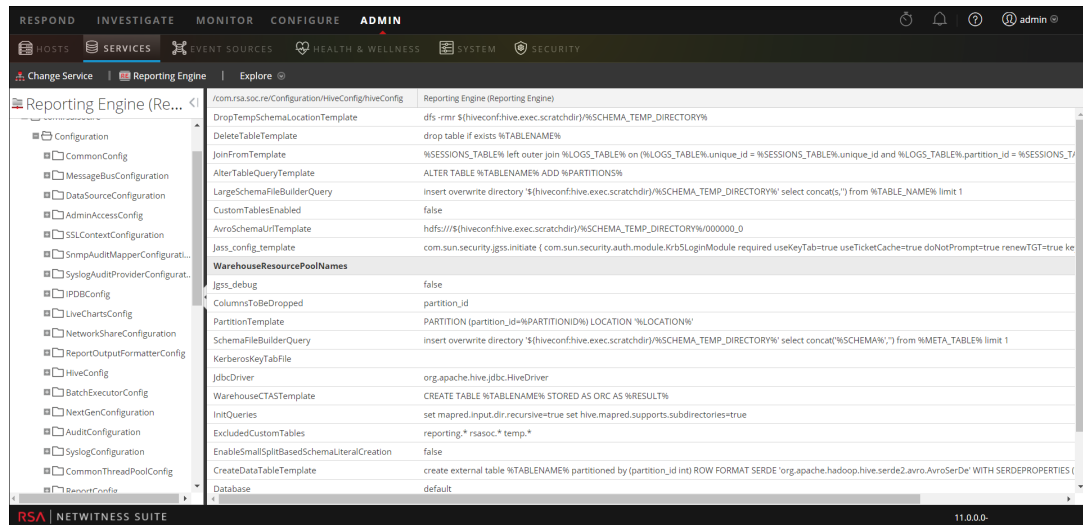 RESPOND INVESTIGATE MONITOR CONFIGURE ADMIN admin
HOSTS SERVICES EVENT SOURCES HEALTH & WELLNESS SYSTEM SECURITY
Change Service | Reporting Engine | Explore
Reporting Engine (Re...
Configuration
CommonConfig
MessageBusConfiguration
DataSourceConfiguration
AdminAccessConfig
SSLContextConfiguration
SnmpAuditMapperConfigurati...
SyslogAuditProviderConfigurat...
IPDBConfig
LiveChartsConfig
NetworkShareConfiguration
ReportOutputFormatterConfig
HiveConfig
BatchExecutorConfig
NextGenConfiguration
AuditConfiguration
SyslogConfiguration
CommonThreadPoolConfig
ReportConfig
/com.rsa.soc.re/Configuration/HiveConfig/hiveConfig Reporting Engine (Reporting Engine)
DropTempSchemaLocationTemplate dfs -rmr ${hiveconf:hive.exec.scratchdir}/%SCHEMA_TEMP_DIRECTORY%
DeleteTableTemplate drop table if exists %TABLENAME%
JoinFromTemplate %SESSIONS_TABLE% left outer join %LOGS_TABLE% on (%LOGS_TABLE%.unique_id = %SESSIONS_TABLE%.unique_id and %LOGS_TABLE%.partition_id = %SESSIONS_TA
AlterTableQueryTemplate ALTER TABLE %TABLENAME% ADD %PARTITIONS%
LargeSchemaFileBuilderQuery insert overwrite directory '${hiveconf:hive.exec.scratchdir}/%SCHEMA_TEMP_DIRECTORY%' select concat(s,'') from %TABLE_NAME% limit 1
CustomTablesEnabled false
AvroSchemaUrlTemplate hdfs:///${hiveconf:hive.exec.scratchdir}/%SCHEMA_TEMP_DIRECTORY%/000000_0
Jass_config_template com.sun.security.jgss.initiate { com.sun.security.auth.module.Krb5LoginModule required useKeyTab=true useTicketCache=true doNotPrompt=true renewTGT=true ke
WarehouseResourcePoolNames
Jgss_debug false
ColumnsToBeDropped partition_id
PartitionTemplate PARTITION (partition_id=%PARTITIONID%) LOCATION '%LOCATION%'
SchemaFileBuilderQuery insert overwrite directory '${hiveconf:hive.exec.scratchdir}/%SCHEMA_TEMP_DIRECTORY%' select concat('%SCHEMA%','') from %META_TABLE% limit 1
KerberosKeyTabFile
JdbcDriver org.apache.hive.jdbc.HiveDriver
WarehouseCTASTemplate CREATE TABLE %TABLENAME% STORED AS ORC AS %RESULT%
InitQueries set mapred.input.dir.recursive=true set hive.mapred.supports.subdirectories=true
ExcludedCustomTables reporting.* rsasoc.* temp.*
EnableSmallSplitBasedSchemaLiteralCreation false
CreateDataTableTemplate create external table %TABLENAME% partitioned by (partition_id int) ROW FORMAT SERDE 'org.apache.hadoop.hive.serde2.avro.AvroSerDe' WITH SERDEPROPERTIES (
Database default
RSA | NETWITNESS SUITE 11.0.0.0-